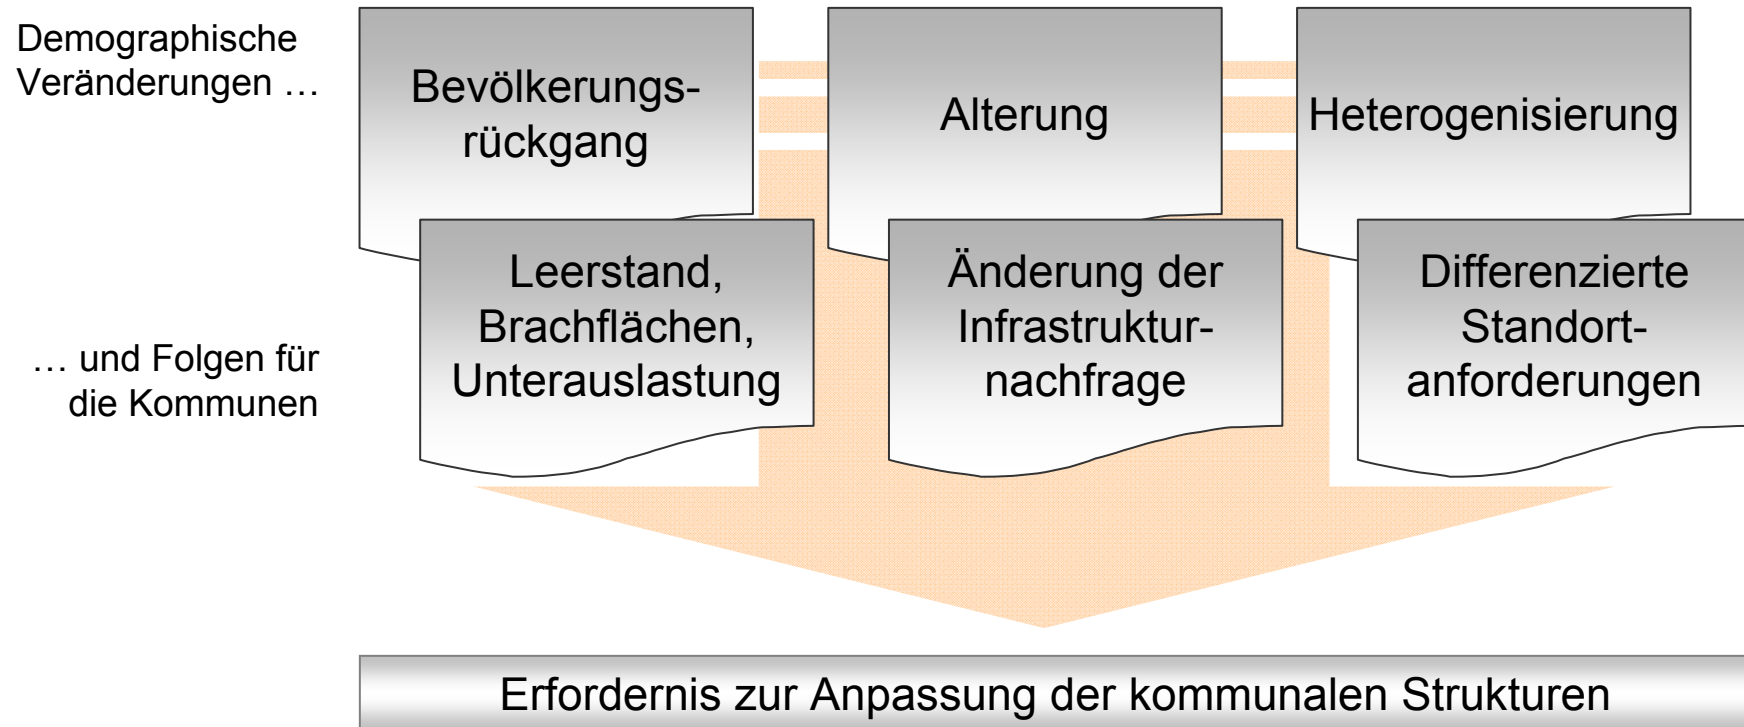 Demographische
Veränderungen …
Bevölkerungs-
rückgang
Alterung
Heterogenisierung
… und Folgen für
die Kommunen
Leerstand,
Brachflächen,
Unterauslastung
Änderung der
Infrastruktur-
nachfrage
Differenzierte
Standort-
anforderungen
Erfordernis zur Anpassung der kommunalen Strukturen